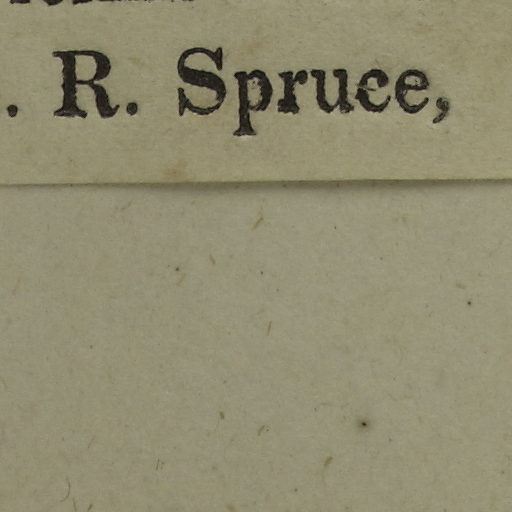 . R. Spruce,